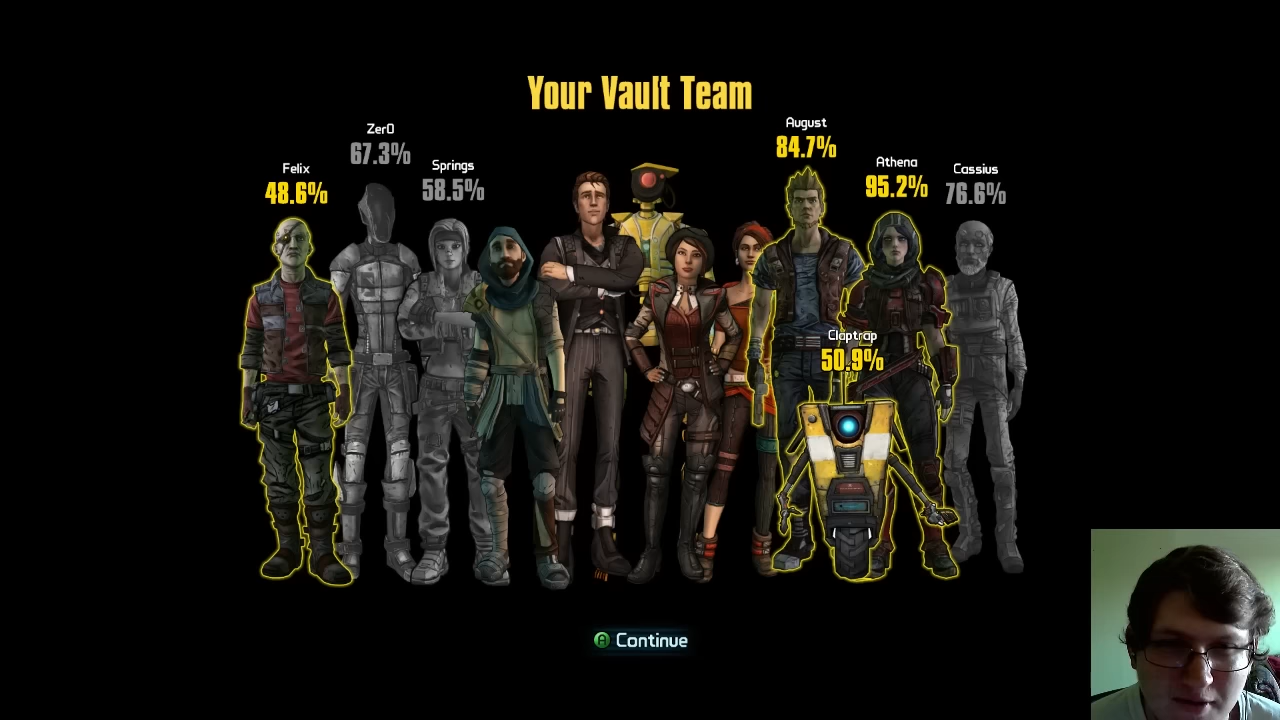 Your Vault Team
August
84.7%
Zer0
67.3%
Athena
95.2%
Springs
58.5%
Felix
48.6%
Cassius
76.6%
Claptrap
50.9%
A Continue